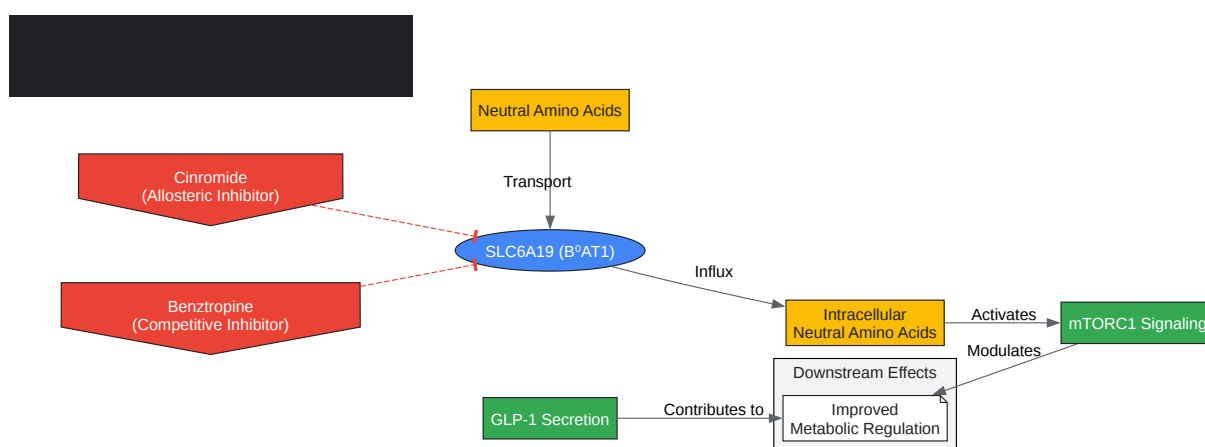 Neutral Amino Acids
Cinromide
(Allosteric Inhibitor)
Transport
SLC6A19 (B⁰AT1)
Influx
Benztropine
(Competitive Inhibitor)
Intracellular
Neutral Amino Acids
Activates
mTORC1 Signaling
Modulates
Downstream Effects
GLP-1 Secretion
Contributes to
Improved
Metabolic Regulation